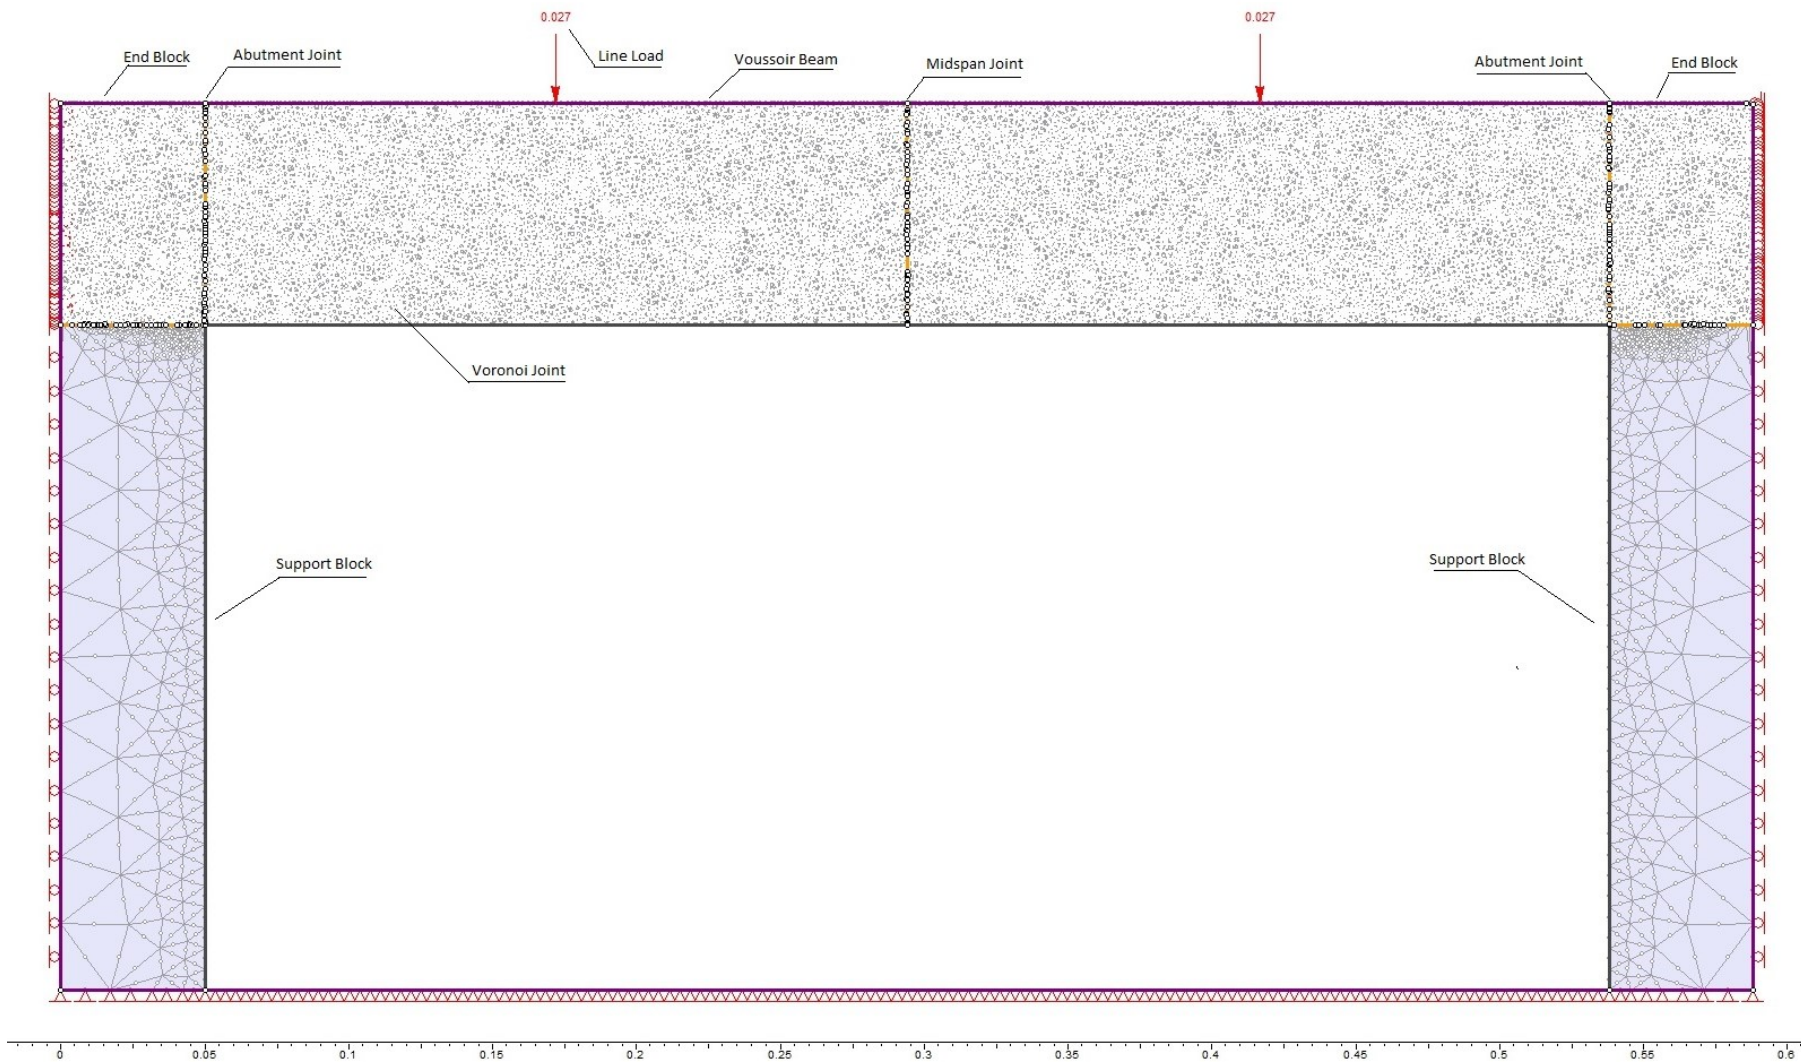 0.027
0.027
End Block
Abutment Joint
Line Load
Voussoir Beam
Midspan Joint
Abutment Joint
End Block
Voronoi Joint
Support Block
Support Block
0 0.05 0.1 0.15 0.2 0.25 0.3 0.35 0.4 0.45 0.5 0.55 0.6